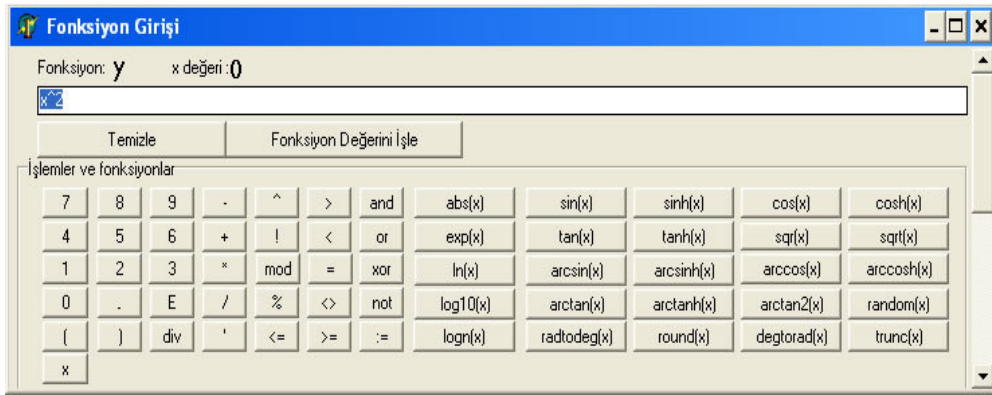 Fonksiyon Girişi
Fonksiyon: y x değeri :()
x^2
Temizle Fonksiyon Değerini İşle
İşlemler ve fonksiyonlar
7 8 9 - ^ > and abs(x) sin(x) sinh(x) cos(x) cosh(x)
4 5 6 + ! < or exp(x) tan(x) tanh(x) sqr(x) sqrt(x)
1 2 3 * mod = xor ln(x) arcsin(x) arcsinh(x) arccos(x) arccosh(x)
0 . E / % <> not log10(x) arctan(x) arctanh(x) arctan2(x) random(x)
( ) div ' <= >= := logn(x) radtodeg(x) round(x) degtorad(x) trunc(x)
x